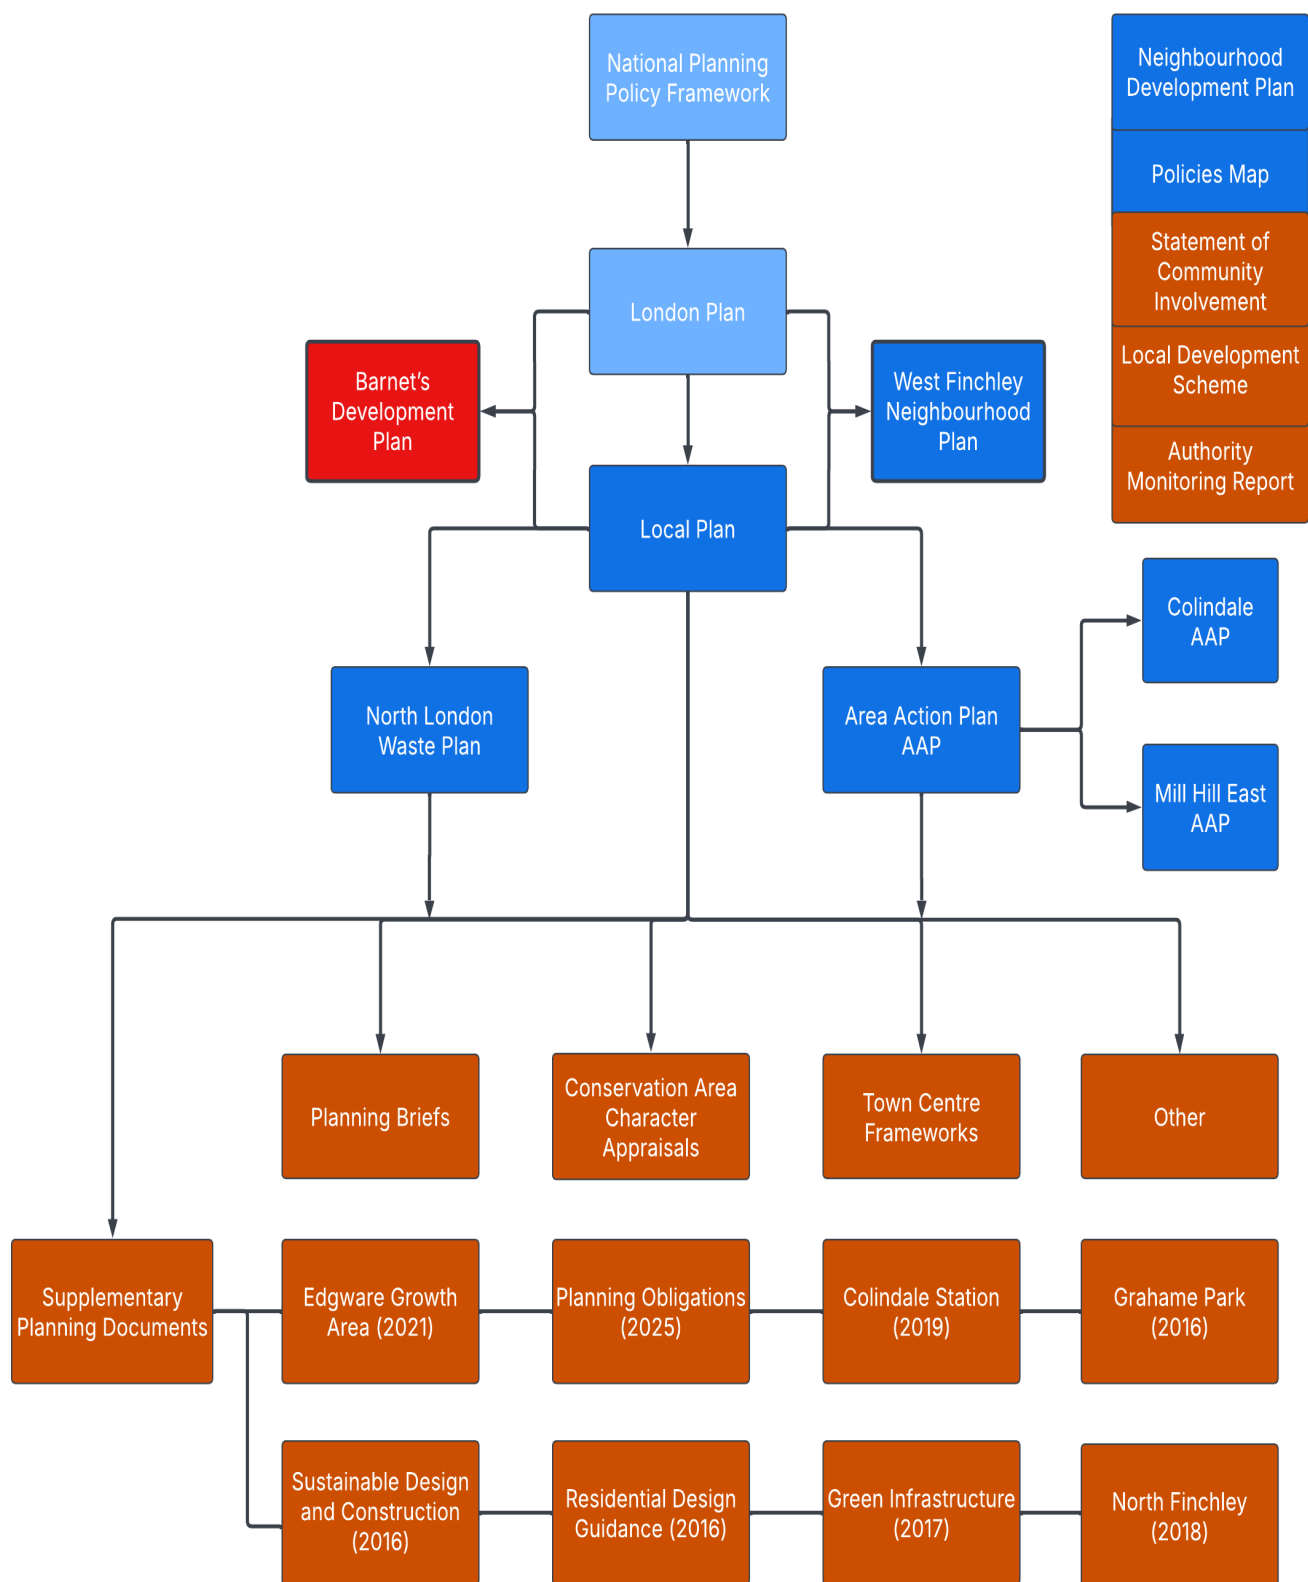 National Planning
Policy Framework
Neighbourhood
Development Plan
Policies Map
Statement of
Community
Involvement
Local Development
Scheme
Authority
Monitoring Report
London Plan
Barnet’s
Development
Plan
West Finchley
Neighbourhood
Plan
Local Plan
Colindale
AAP
North London
Waste Plan
Area Action Plan
AAP
Mill Hill East
AAP
Planning Briefs
Conservation Area
Character
Appraisals
Town Centre
Frameworks
Other
Supplementary
Planning Documents
Edgware Growth
Area (2021)
Planning Obligations
(2025)
Colindale Station
(2019)
Grahame Park
(2016)
Sustainable Design
and Construction
(2016)
Residential Design
Guidance (2016)
Green Infrastructure
(2017)
North Finchley
(2018)